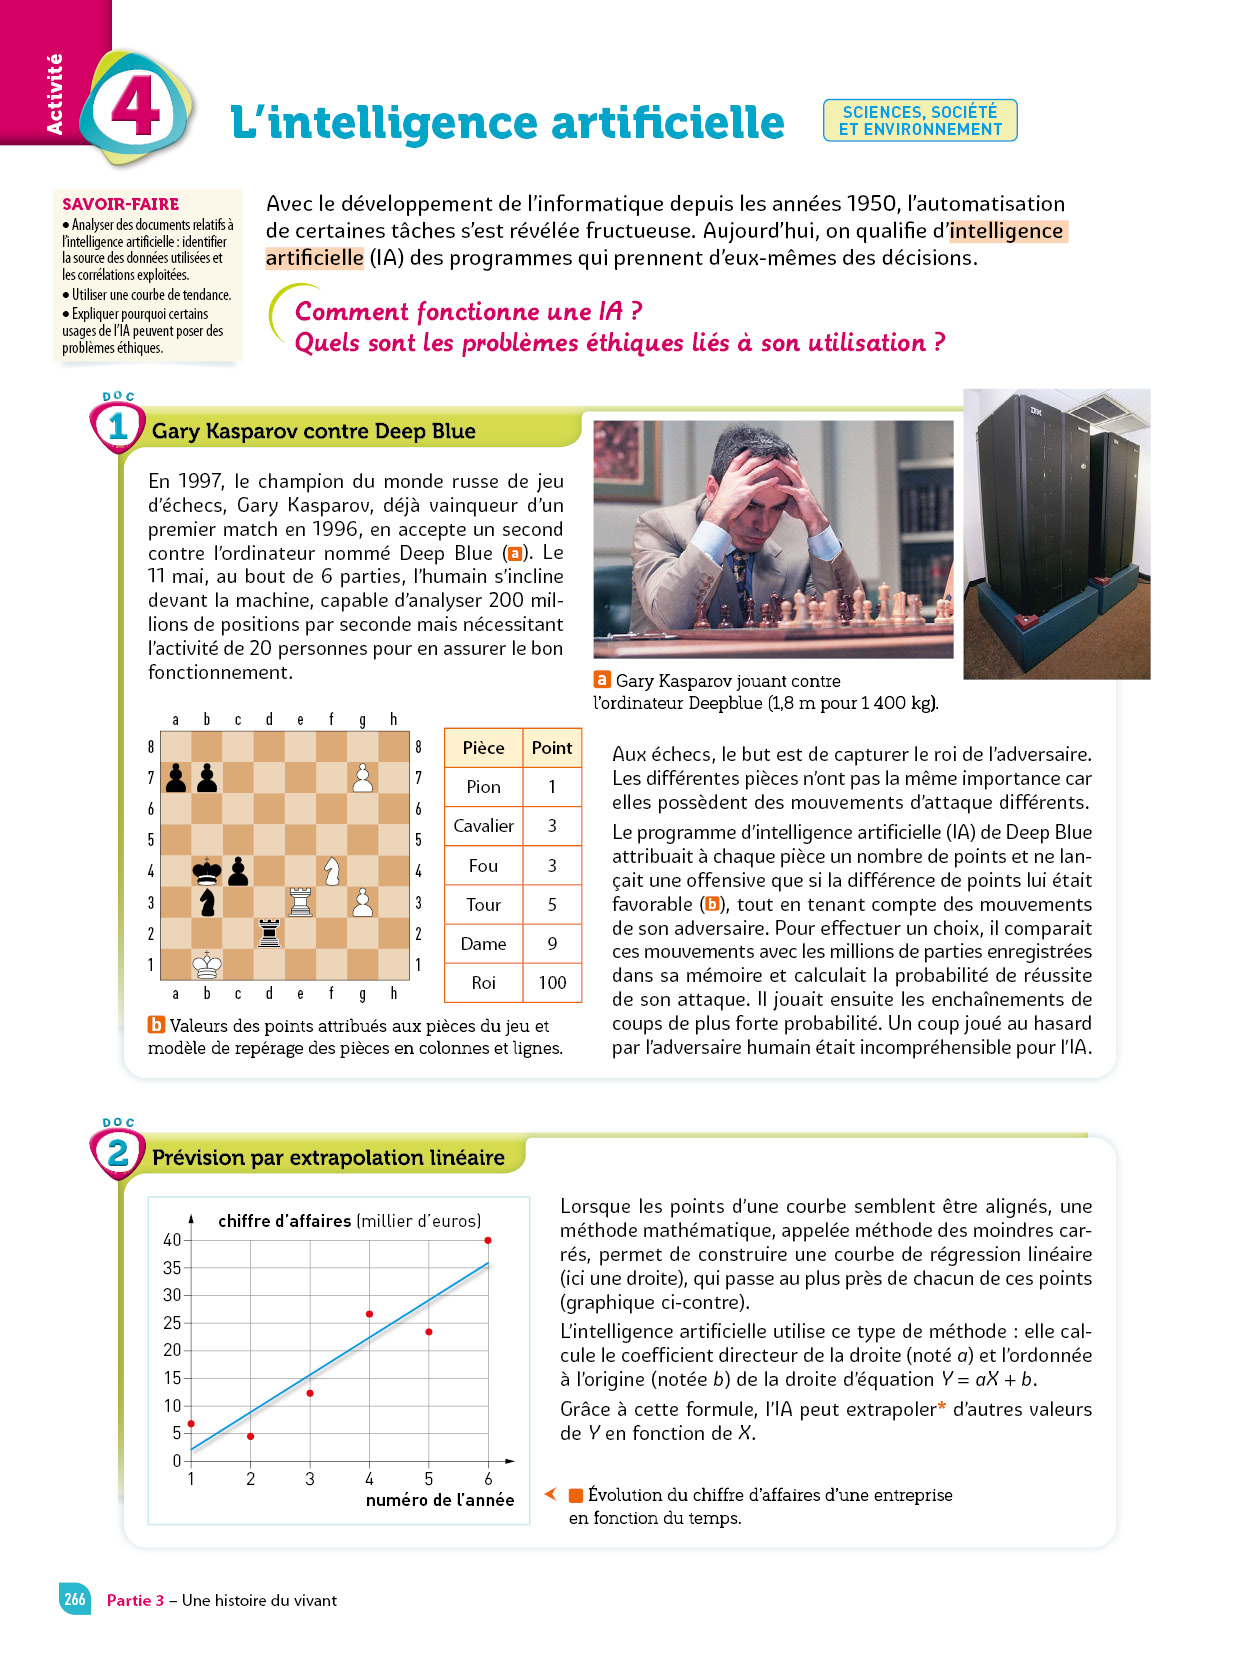 Activité
4
L'intelligence artificielle
SCIENCES, SOCIÉTÉ
ET ENVIRONNEMENT
SAVOIR-FAIRE
• Analyser des documents relatifs à
l'intelligence artificielle : identifier
la source des données utilisées et
les corrélations exploitées.
• Utiliser une courbe de tendance.
• Expliquer pourquoi certains
usages de l'IA peuvent poser des
problèmes éthiques.
Avec le développement de l'informatique depuis les années 1950, l'automatisation
de certaines tâches s'est révélée fructueuse. Aujourd'hui, on qualifie d'intelligence
artificielle (IA) des programmes qui prennent d'eux-mêmes des décisions.
Comment fonctionne une IA ?
Quels sont les problèmes éthiques liés à son utilisation ?
DOC
1
Gary Kasparov contre Deep Blue
En 1997, le champion du monde russe de jeu
d'échecs, Gary Kasparov, déjà vainqueur d'un
premier match en 1996, en accepte un second
contre l'ordinateur nommé Deep Blue (a). Le
11 mai, au bout de 6 parties, l'humain s'incline
devant la machine, capable d'analyser 200 mil-
lions de positions par seconde mais nécessitant
l'activité de 20 personnes pour en assurer le bon
fonctionnement.
IBM
a Gary Kasparov jouant contre
l'ordinateur Deepblue (1,8 m pour 1 400 kg).
a b c d e f g h
8 8
7 7
6 6
5 5
4 4
3 3
2 2
1 1
a b c d e f g h
Pièce Point
Pion 1
Cavalier 3
Fou 3
Tour 5
Dame 9
Roi 100
b Valeurs des points attribués aux pièces du jeu et
modèle de repérage des pièces en colonnes et lignes.
Aux échecs, le but est de capturer le roi de l'adversaire.
Les différentes pièces n'ont pas la même importance car
elles possèdent des mouvements d'attaque différents.
Le programme d'intelligence artificielle (IA) de Deep Blue
attribuait à chaque pièce un nombre de points et ne lan-
çait une offensive que si la différence de points lui était
favorable (b), tout en tenant compte des mouvements
de son adversaire. Pour effectuer un choix, il comparait
ces mouvements avec les millions de parties enregistrées
dans sa mémoire et calculait la probabilité de réussite
de son attaque. Il jouait ensuite les enchaînements de
coups de plus forte probabilité. Un coup joué au hasard
par l'adversaire humain était incompréhensible pour l'IA.
DOC
2
Prévision par extrapolation linéaire
chiffre d'affaires (millier d'euros)
40
35
30
25
20
15
10
5
0
1 2 3 4 5 6
numéro de l'année
Lorsque les points d'une courbe semblent être alignés, une
méthode mathématique, appelée méthode des moindres car-
rés, permet de construire une courbe de régression linéaire
(ici une droite), qui passe au plus près de chacun de ces points
(graphique ci-contre).
L'intelligence artificielle utilise ce type de méthode : elle cal-
cule le coefficient directeur de la droite (noté a) et l'ordonnée
à l'origine (notée b) de la droite d'équation Y = aX + b.
Grâce à cette formule, l'IA peut extrapoler* d'autres valeurs
de Y en fonction de X.
Évolution du chiffre d'affaires d'une entreprise
en fonction du temps.
266
Partie 3 – Une histoire du vivant